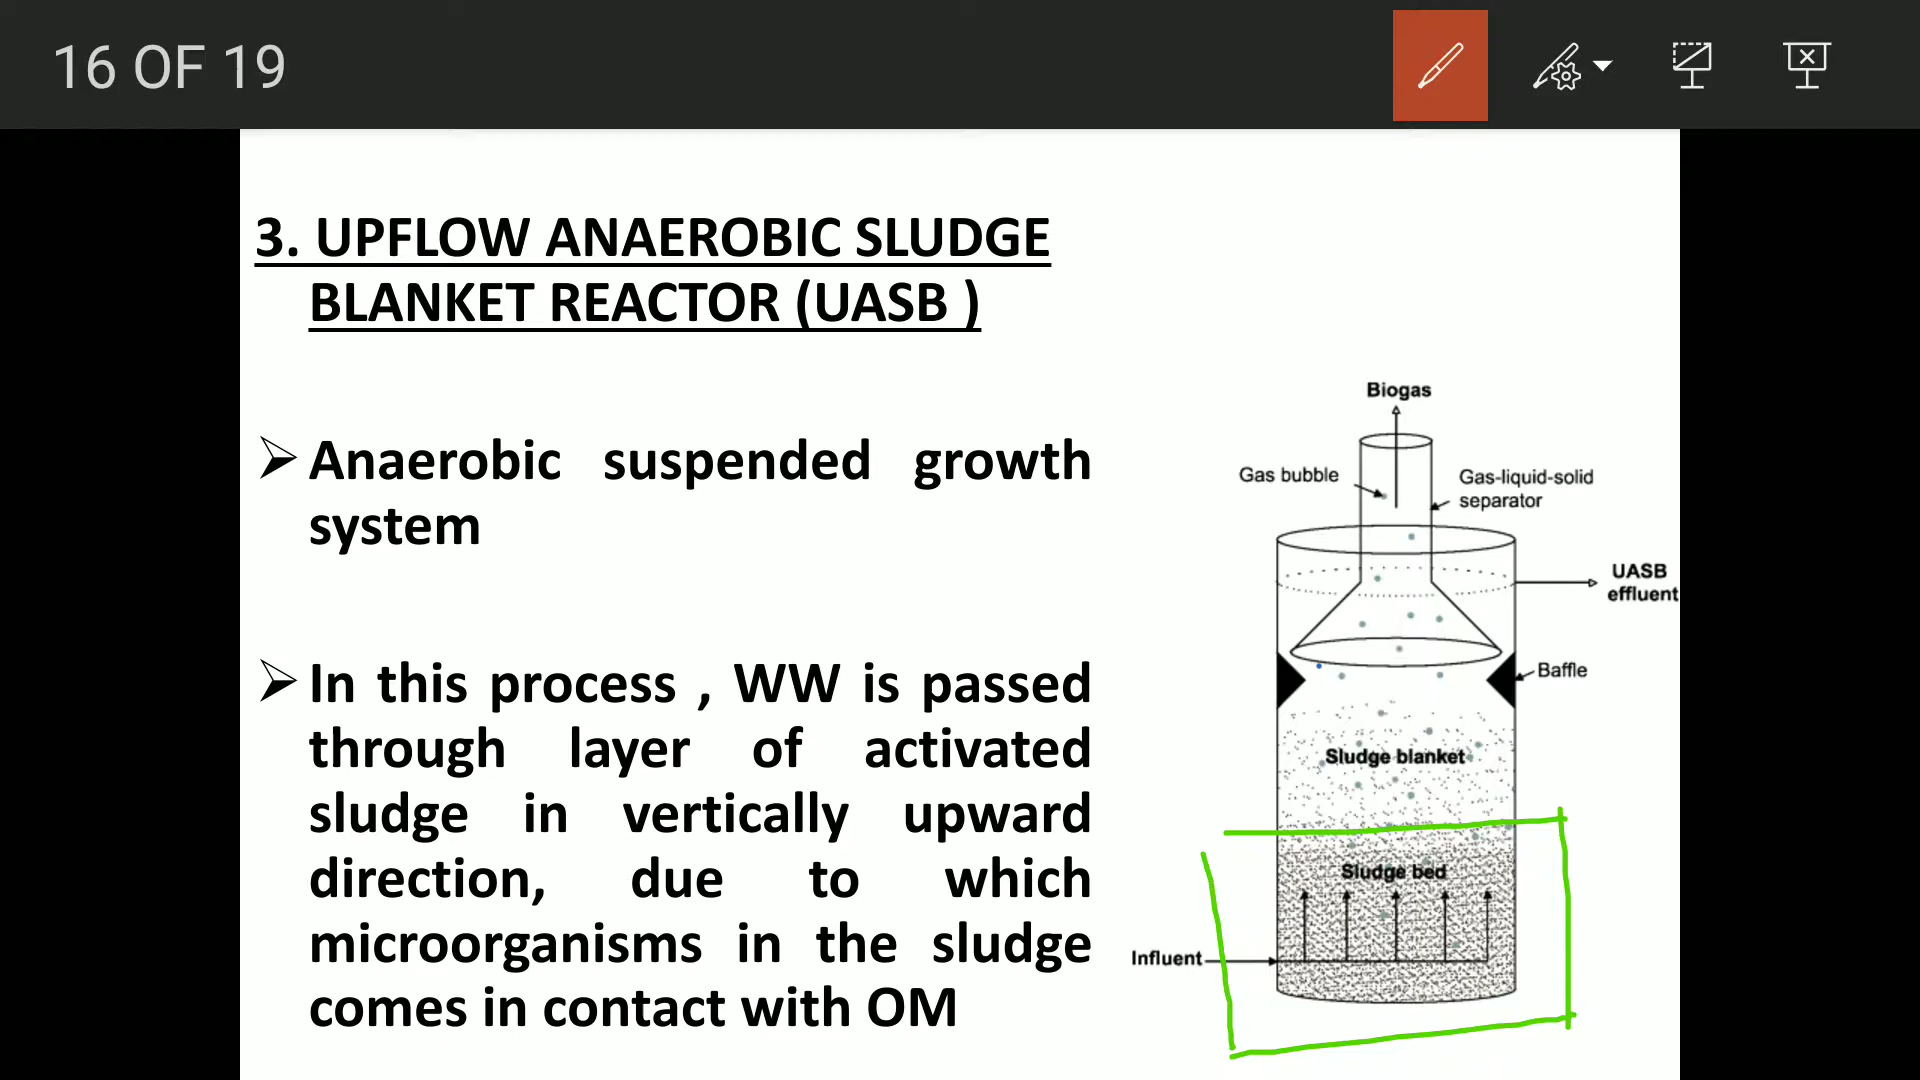 16 OF 19
3. UPFLOW ANAEROBIC SLUDGE
BLANKET REACTOR (UASB )
Anaerobic suspended growth
system
In this process , WW is passed
through layer of activated
sludge in vertically upward
direction, due to which
microorganisms in the sludge
comes in contact with OM
Biogas
Gas bubble
Gas-liquid-solid
separator
UASB
effluent
Baffle
Sludge blanket
Sludge bed
Influent